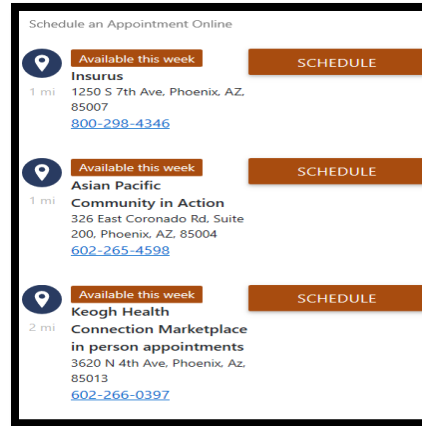 Schedule an Appointment Online
Available this week
SCHEDULE
Insurus
1 mi
1250 S 7th Ave, Phoenix, AZ,
85007
800-298-4346
Available this week
SCHEDULE
Asian Pacific
1 mi
Community in Action
326 East Coronado Rd, Suite
200, Phoenix, AZ, 85004
602-265-4598
Available this week
SCHEDULE
Keogh Health
2 mi
Connection Marketplace
in person appointments
3620 N 4th Ave, Phoenix, Az,
85013
602-266-0397